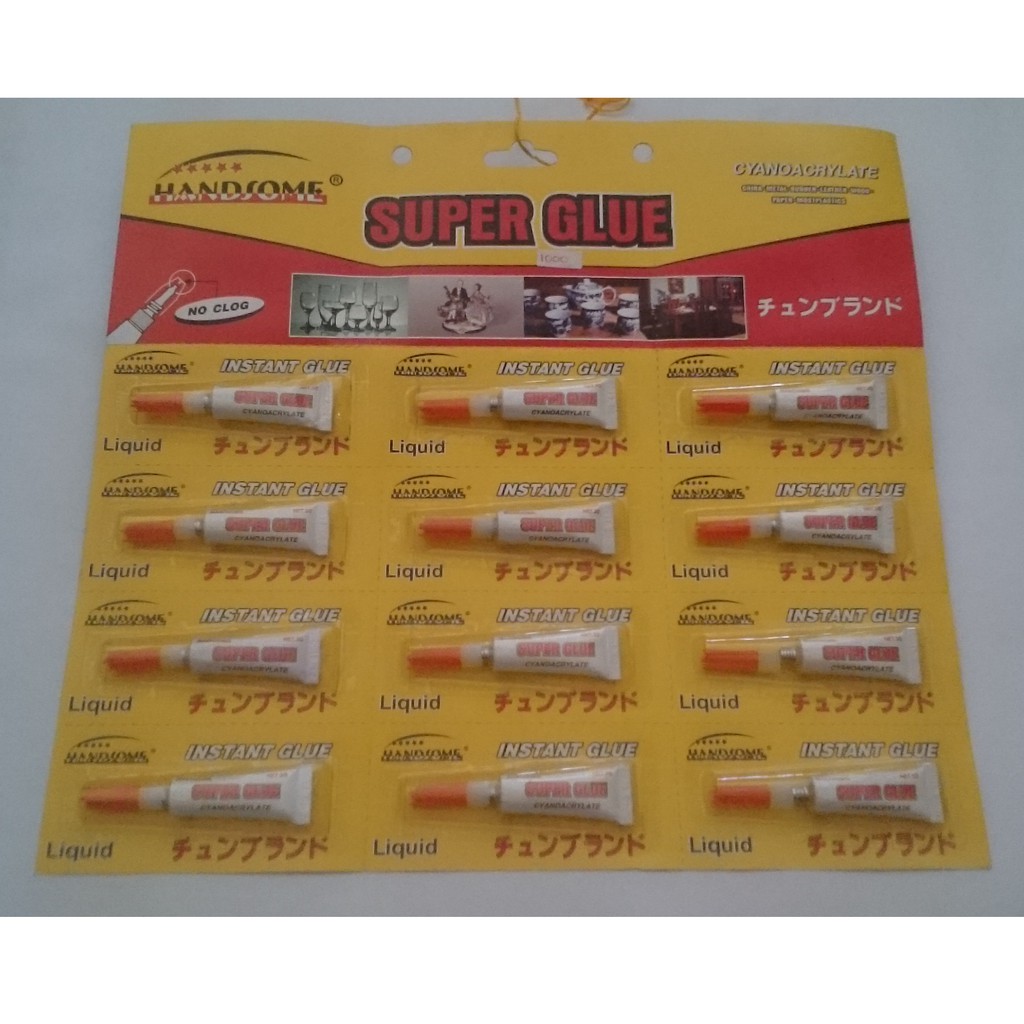 HANDSOME®
CYANOACRYLATE
CHINA-METAL-RUBBER-LEATHER-WOOD-
PAPER-MOSTPLASTICS
SUPER GLUE
1000
NO CLOG
チュンブランド
HANDSOME INSTANT GLUE
SUPER GLUE
CYANOACRYLATE
Liquid チュンブランド
HANDSOME INSTANT GLUE
SUPER GLUE
CYANOACRYLATE
Liquid チュンブランド
HANDSOME INSTANT GLUE
SUPER GLUE
CYANOACRYLATE
Liquid チュンブランド
HANDSOME INSTANT GLUE
SUPER GLUE
CYANOACRYLATE
Liquid チュンブランド
HANDSOME INSTANT GLUE
SUPER GLUE
CYANOACRYLATE
Liquid チュンブランド
HANDSOME INSTANT GLUE
SUPER GLUE
CYANOACRYLATE
Liquid チュンブランド
HANDSOME INSTANT GLUE
SUPER GLUE
CYANOACRYLATE
Liquid チュンブランド
HANDSOME INSTANT GLUE
SUPER GLUE
CYANOACRYLATE
Liquid チュンブランド
HANDSOME INSTANT GLUE
SUPER GLUE
CYANOACRYLATE
Liquid チュンブランド
HANDSOME INSTANT GLUE
SUPER GLUE
CYANOACRYLATE
Liquid チュンブランド
HANDSOME INSTANT GLUE
SUPER GLUE
CYANOACRYLATE
Liquid チュンブランド
HANDSOME INSTANT GLUE
SUPER GLUE
CYANOACRYLATE
Liquid チュンブランド